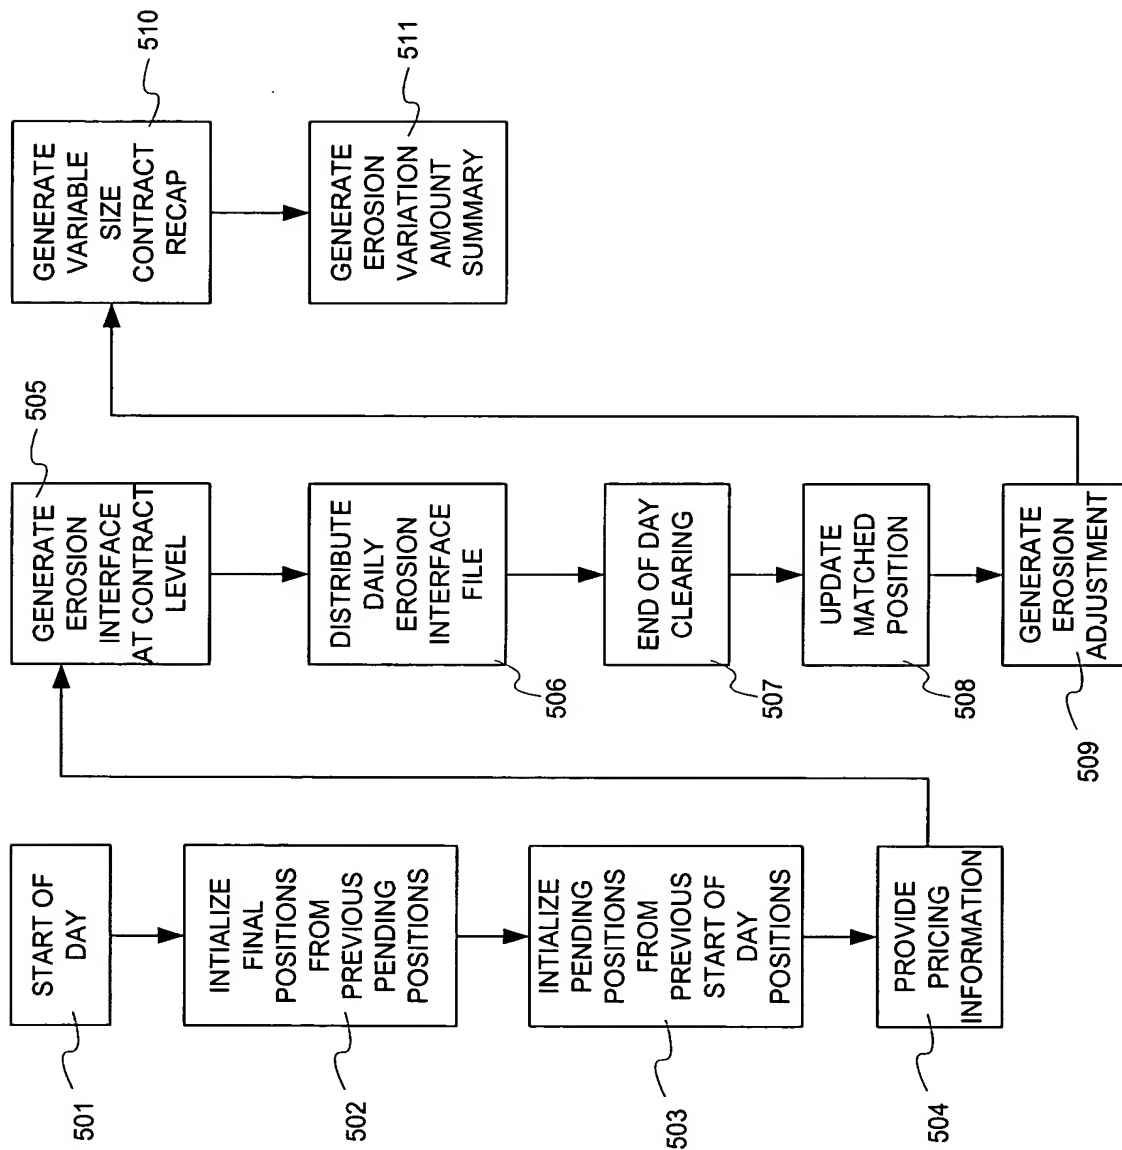 501
START OF
DAY
502
INTIALIZE
FINAL
POSITIONS
FROM
PREVIOUS
PENDING
POSITIONS
503
INTIALIZE
PENDING
POSITIONS
FROM
PREVIOUS
START OF
DAY
POSITIONS
504
PROVIDE
PRICING
INFORMATION
505
GENERATE
EROSION
INTERFACE
AT CONTRACT
LEVEL
506
DISTRIBUTE
DAILY
EROSION
INTERFACE
FILE
507
END OF DAY
CLEARING
508
UPDATE
MATCHED
POSITION
509
GENERATE
EROSION
ADJUSTMENT
510
GENERATE
VARIABLE
SIZE
CONTRACT
RECAP
511
GENERATE
EROSION
VARIATION
AMOUNT
SUMMARY